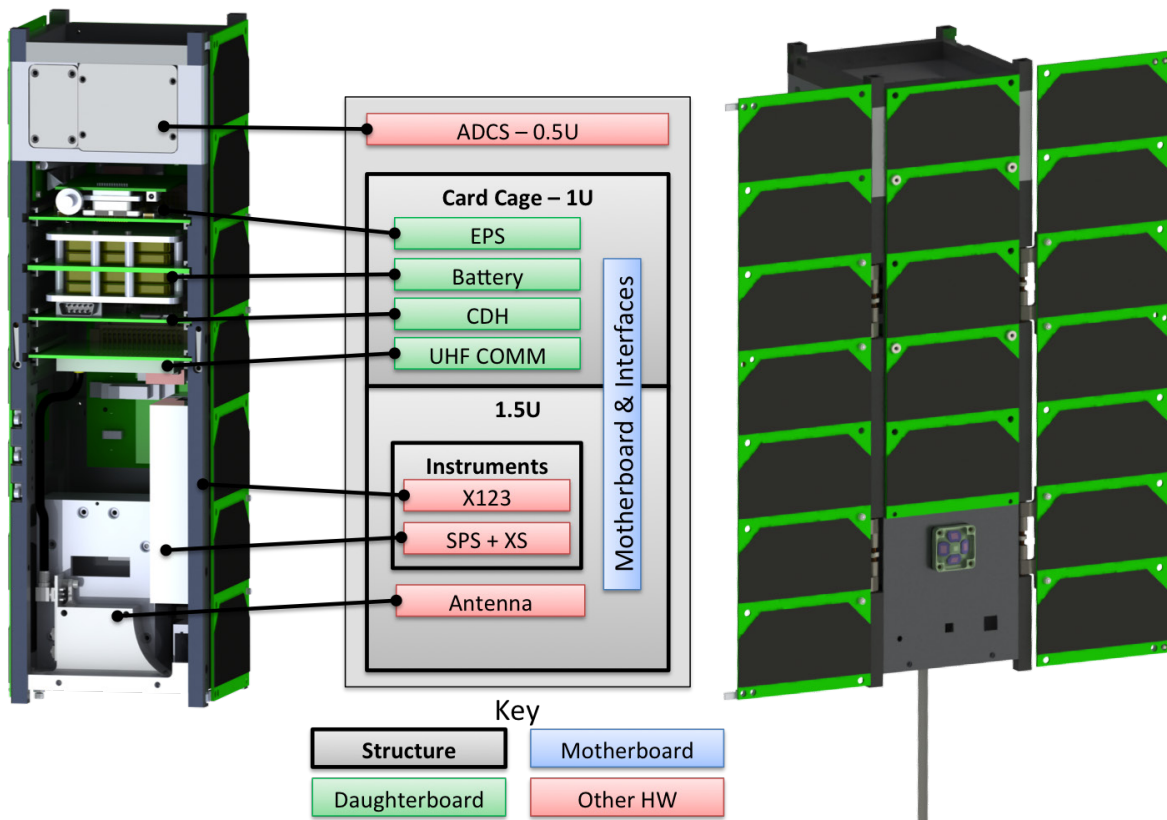 ADCS – 0.5U
Card Cage – 1U
EPS
Battery
CDH
UHF COMM
Motherboard & Interfaces
1.5U
Instruments
X123
SPS + XS
Antenna
Key
Structure
Motherboard
Daughterboard
Other HW